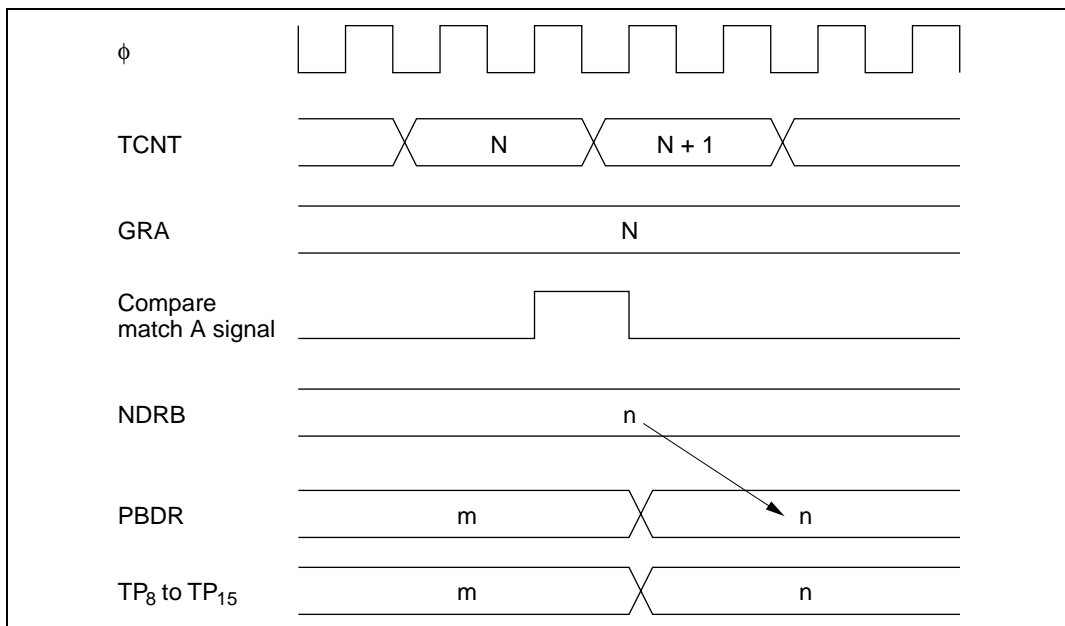 ϕ
TCNT
N
N + 1
GRA
N
Compare
match A signal
NDRB
n
PBDR
m
n
TP8 to TP15
m
n